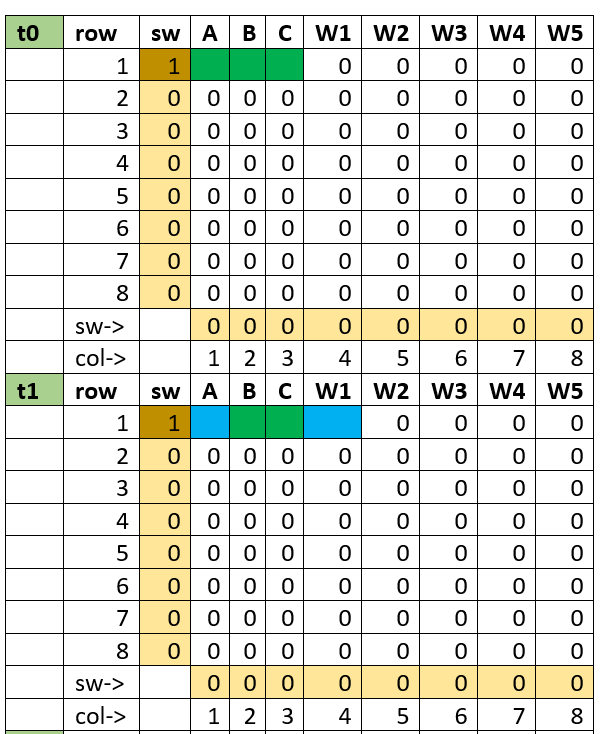 t0 row sw A B C W1 W2 W3 W4 W5
1 1 0 0 0 0 0
2 0 0 0 0 0 0 0 0 0
3 0 0 0 0 0 0 0 0 0
4 0 0 0 0 0 0 0 0 0
5 0 0 0 0 0 0 0 0 0
6 0 0 0 0 0 0 0 0 0
7 0 0 0 0 0 0 0 0 0
8 0 0 0 0 0 0 0 0 0
sw-> 0 0 0 0 0 0 0 0
col-> 1 2 3 4 5 6 7 8
t1 row sw A B C W1 W2 W3 W4 W5
1 1 0 0 0 0
2 0 0 0 0 0 0 0 0 0
3 0 0 0 0 0 0 0 0 0
4 0 0 0 0 0 0 0 0 0
5 0 0 0 0 0 0 0 0 0
6 0 0 0 0 0 0 0 0 0
7 0 0 0 0 0 0 0 0 0
8 0 0 0 0 0 0 0 0 0
sw-> 0 0 0 0 0 0 0 0
col-> 1 2 3 4 5 6 7 8